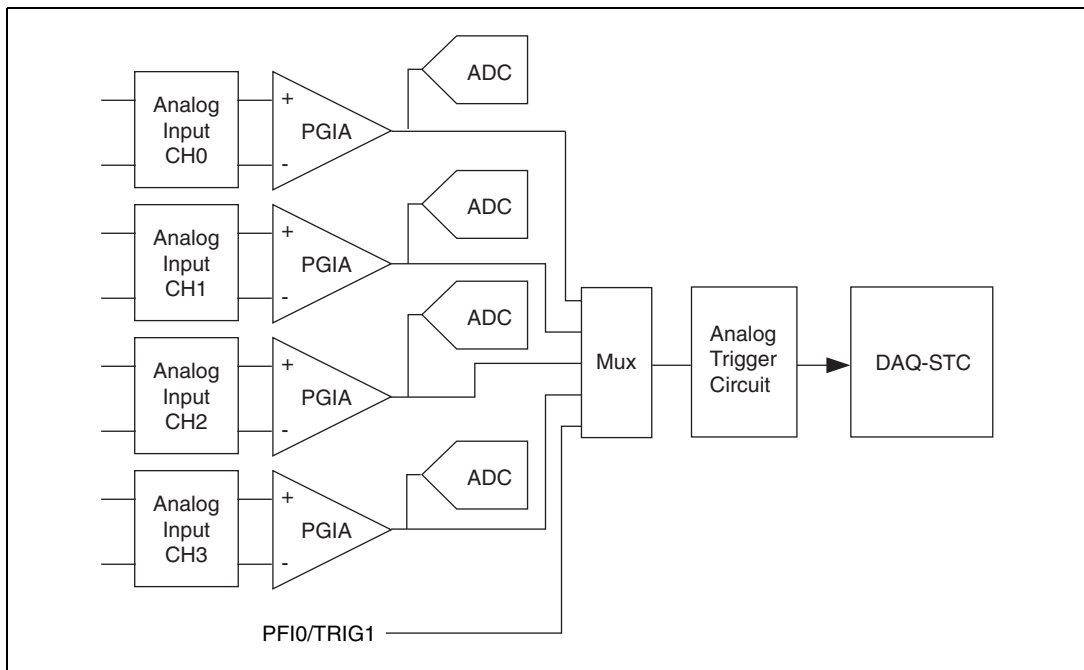 ADC
Analog
Input
CH0
+
-
PGIA
ADC
Analog
Input
CH1
+
-
PGIA
ADC
Analog
Input
CH2
+
-
PGIA
ADC
Analog
Input
CH3
+
-
PGIA
Mux
Analog
Trigger
Circuit
DAQ-STC
PFI0/TRIG1